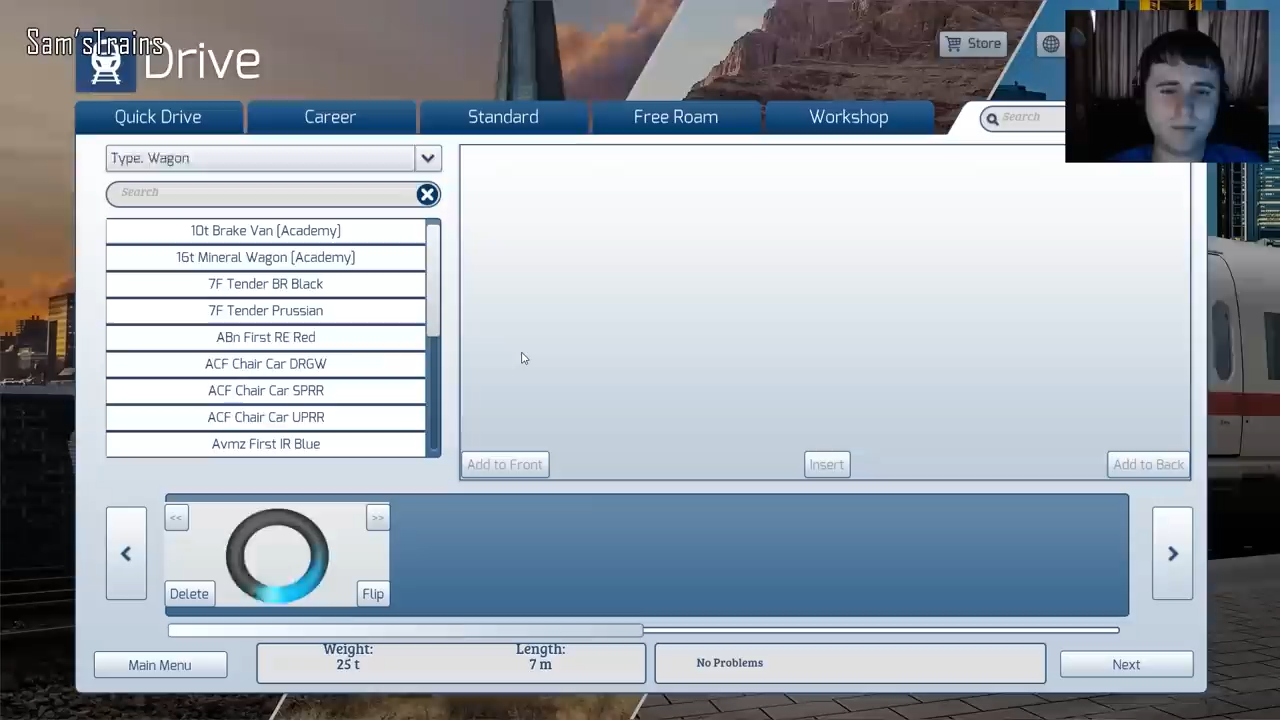 Sam'sTrains
Drive
Store
Quick Drive
Career
Standard
Free Roam
Workshop
Search
Type. Wagon
Search
10t Brake Van [Academy]
16t Mineral Wagon [Academy]
7F Tender BR Black
7F Tender Prussian
ABn First RE Red
ACF Chair Car DRGW
ACF Chair Car SPRR
ACF Chair Car UPRR
Avmz First IR Blue
Add to Front
Insert
Add to Back
<<
>>
Delete
Flip
Main Menu
Weight:
25 t
Length:
7 m
No Problems
Next